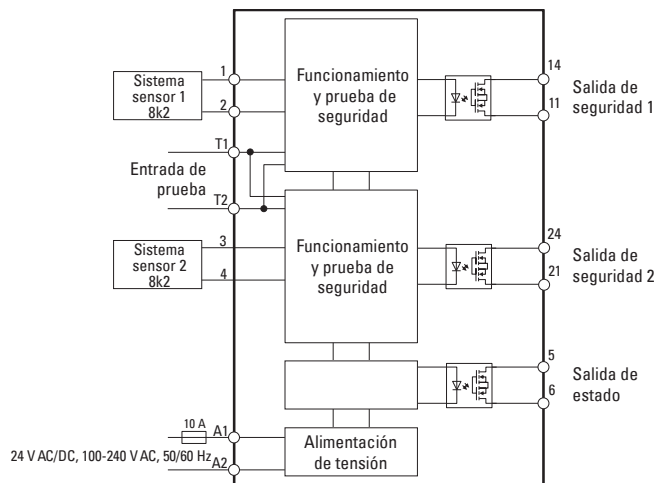 Sistema
sensor 1
8k2
1
2
Funcionamiento
y prueba de
seguridad
14
11
Salida de
seguridad 1
T1
Entrada de
prueba
T2
Sistema
sensor 2
8k2
3
4
Funcionamiento
y prueba de
seguridad
24
21
Salida de
seguridad 2
5
6
Salida de
estado
10 A
A1
24 V AC/DC, 100-240 V AC, 50/60 Hz
A2
Alimentación
de tensión